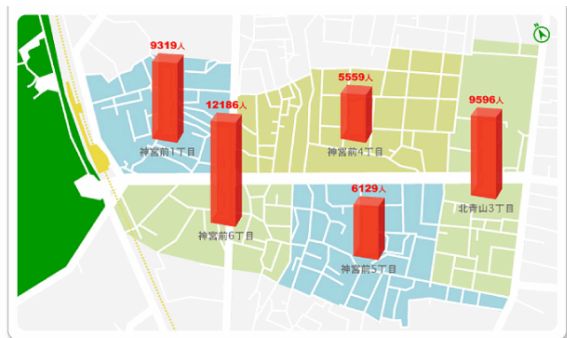 N
9319人
5559人
9596人
12186人
神宮前1丁目
神宮前4丁目
6129人
北青山3丁目
神宮前6丁目
神宮前5丁目